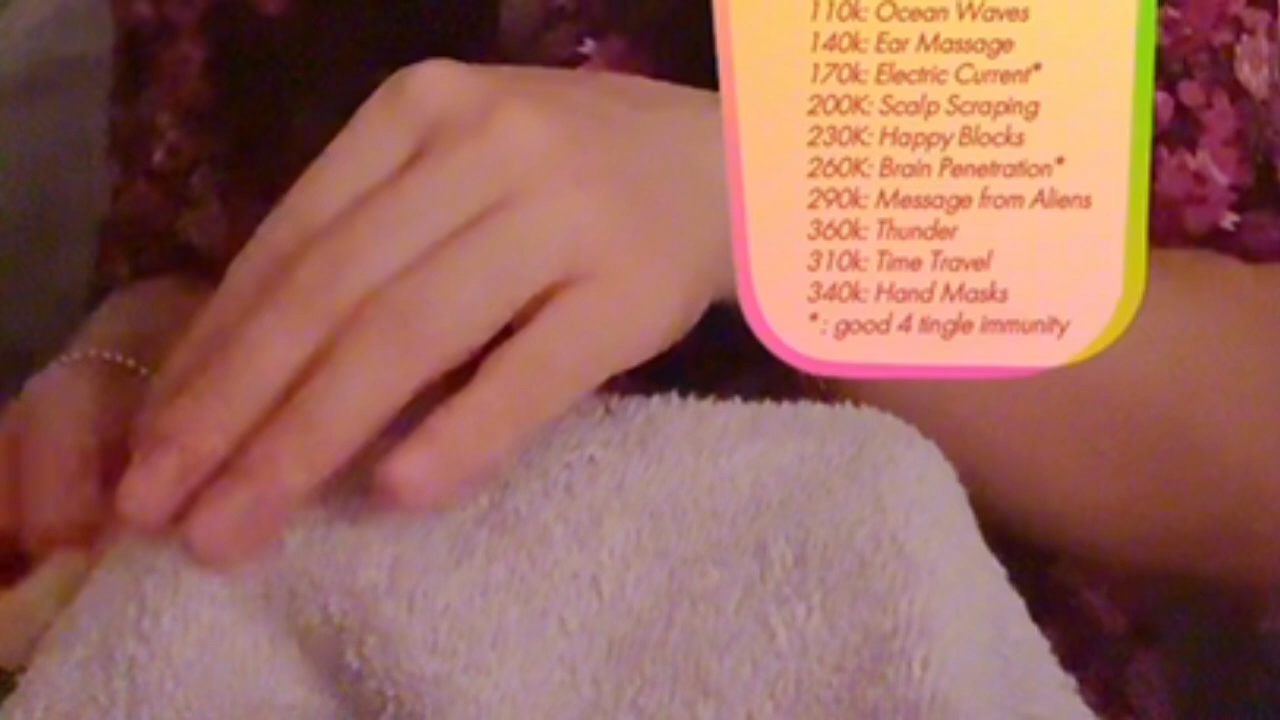 110k: Ocean Waves
140k: Ear Massage
170k: Electric Current*
200K: Scalp Scraping
230K: Happy Blocks
260K: Brain Penetration*
290k: Message from Aliens
360k: Thunder
310k: Time Travel
340k: Hand Masks
* : good 4 tingle immunity